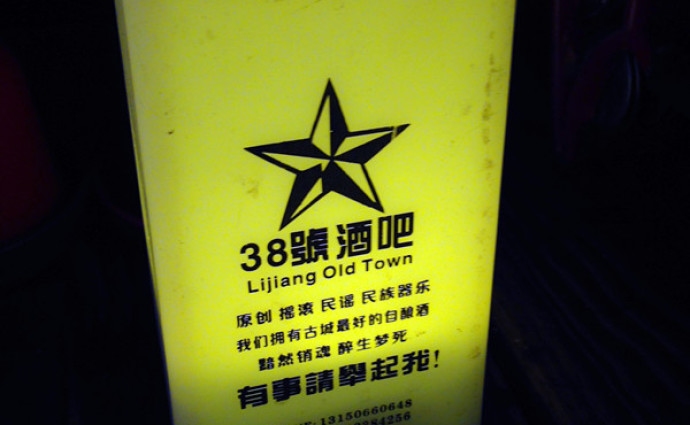 38號酒吧
Lijiang Old Town
原创 摇滚 民谣 民族器乐
我们拥有古城最好的自酿酒
黯然销魂 醉生梦死
有事請舉起我!
13150660648